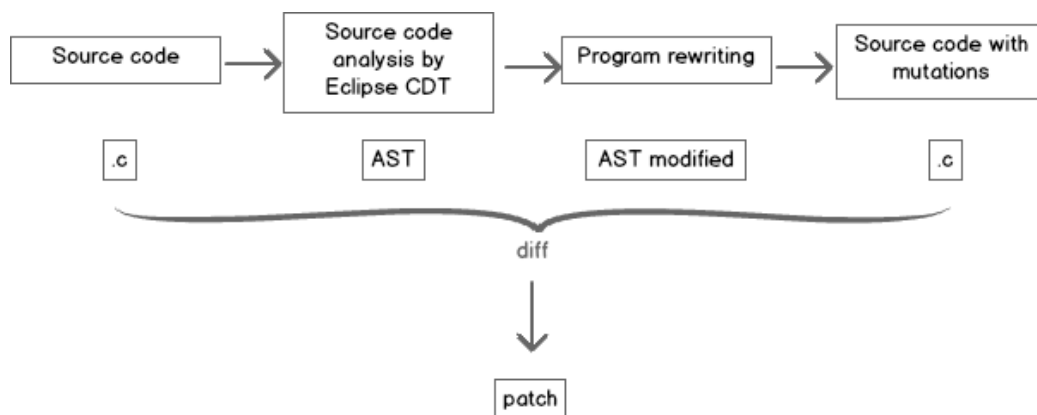 Source code
Source code
analysis by
Eclipse CDT
Program rewriting
Source code with
mutations
.c
AST
AST modified
.c
diff
patch